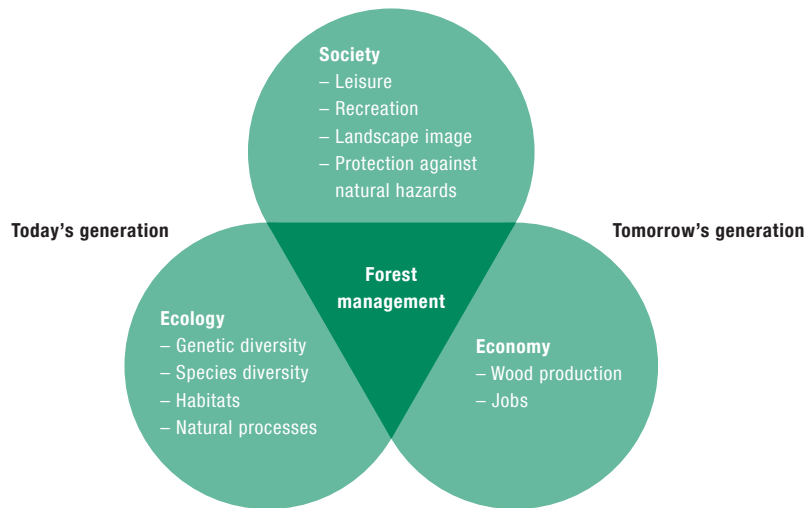 Society
– Leisure
– Recreation
– Landscape image
– Protection against
natural hazards
Today's generation
Tomorrow's generation
Forest
management
Ecology
– Genetic diversity
– Species diversity
– Habitats
– Natural processes
Economy
– Wood production
– Jobs